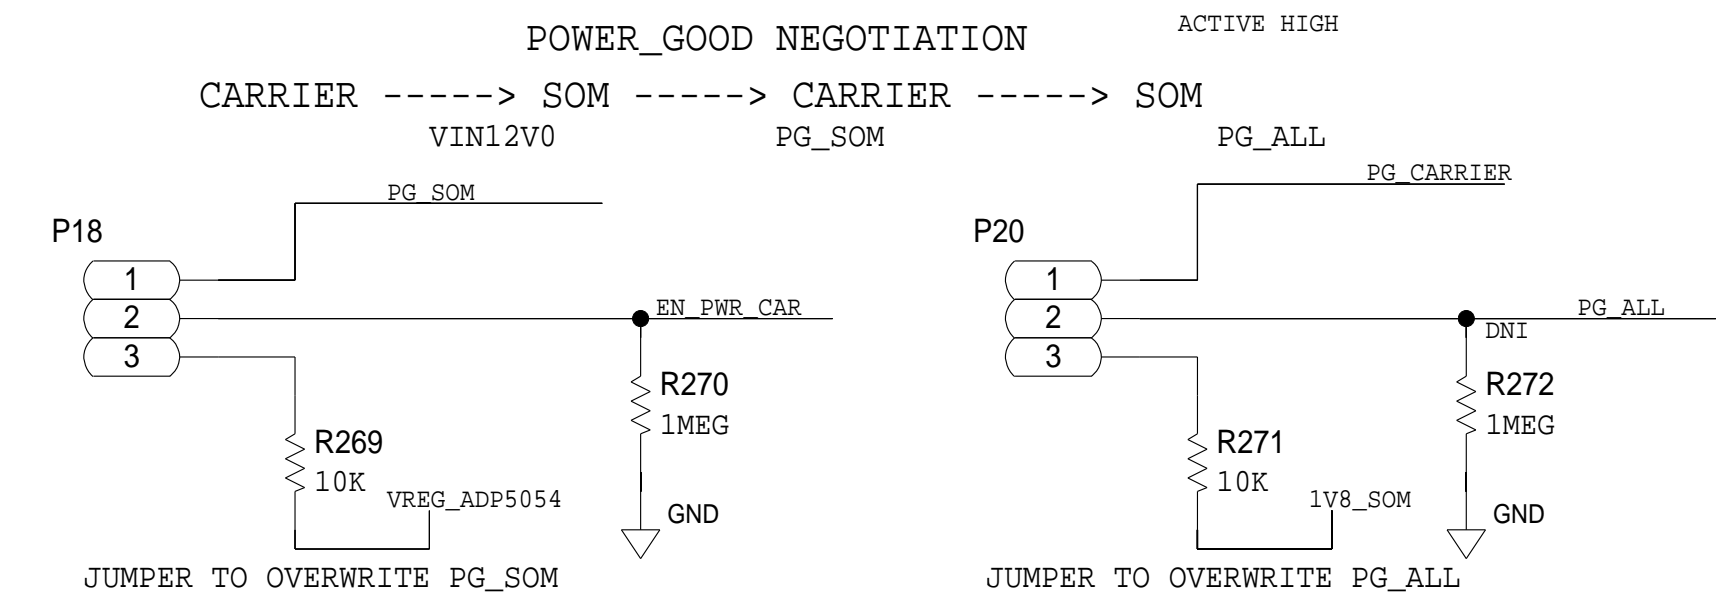 POWER_GOOD NEGOTIATION
ACTIVE HIGH
CARRIER -----> SOM -----> CARRIER -----> SOM
VIN12V0 PG_SOM PG_ALL
PG_SOM
P18
1
2
3
EN_PWR_CAR
R270
1MEG
R269
10K
VREG_ADP5054
GND
JUMPER TO OVERWRITE PG_SOM
PG_CARRIER
P20
1
2
3
PG_ALL
DNI
R272
1MEG
R271
10K
1V8_SOM
GND
JUMPER TO OVERWRITE PG_ALL